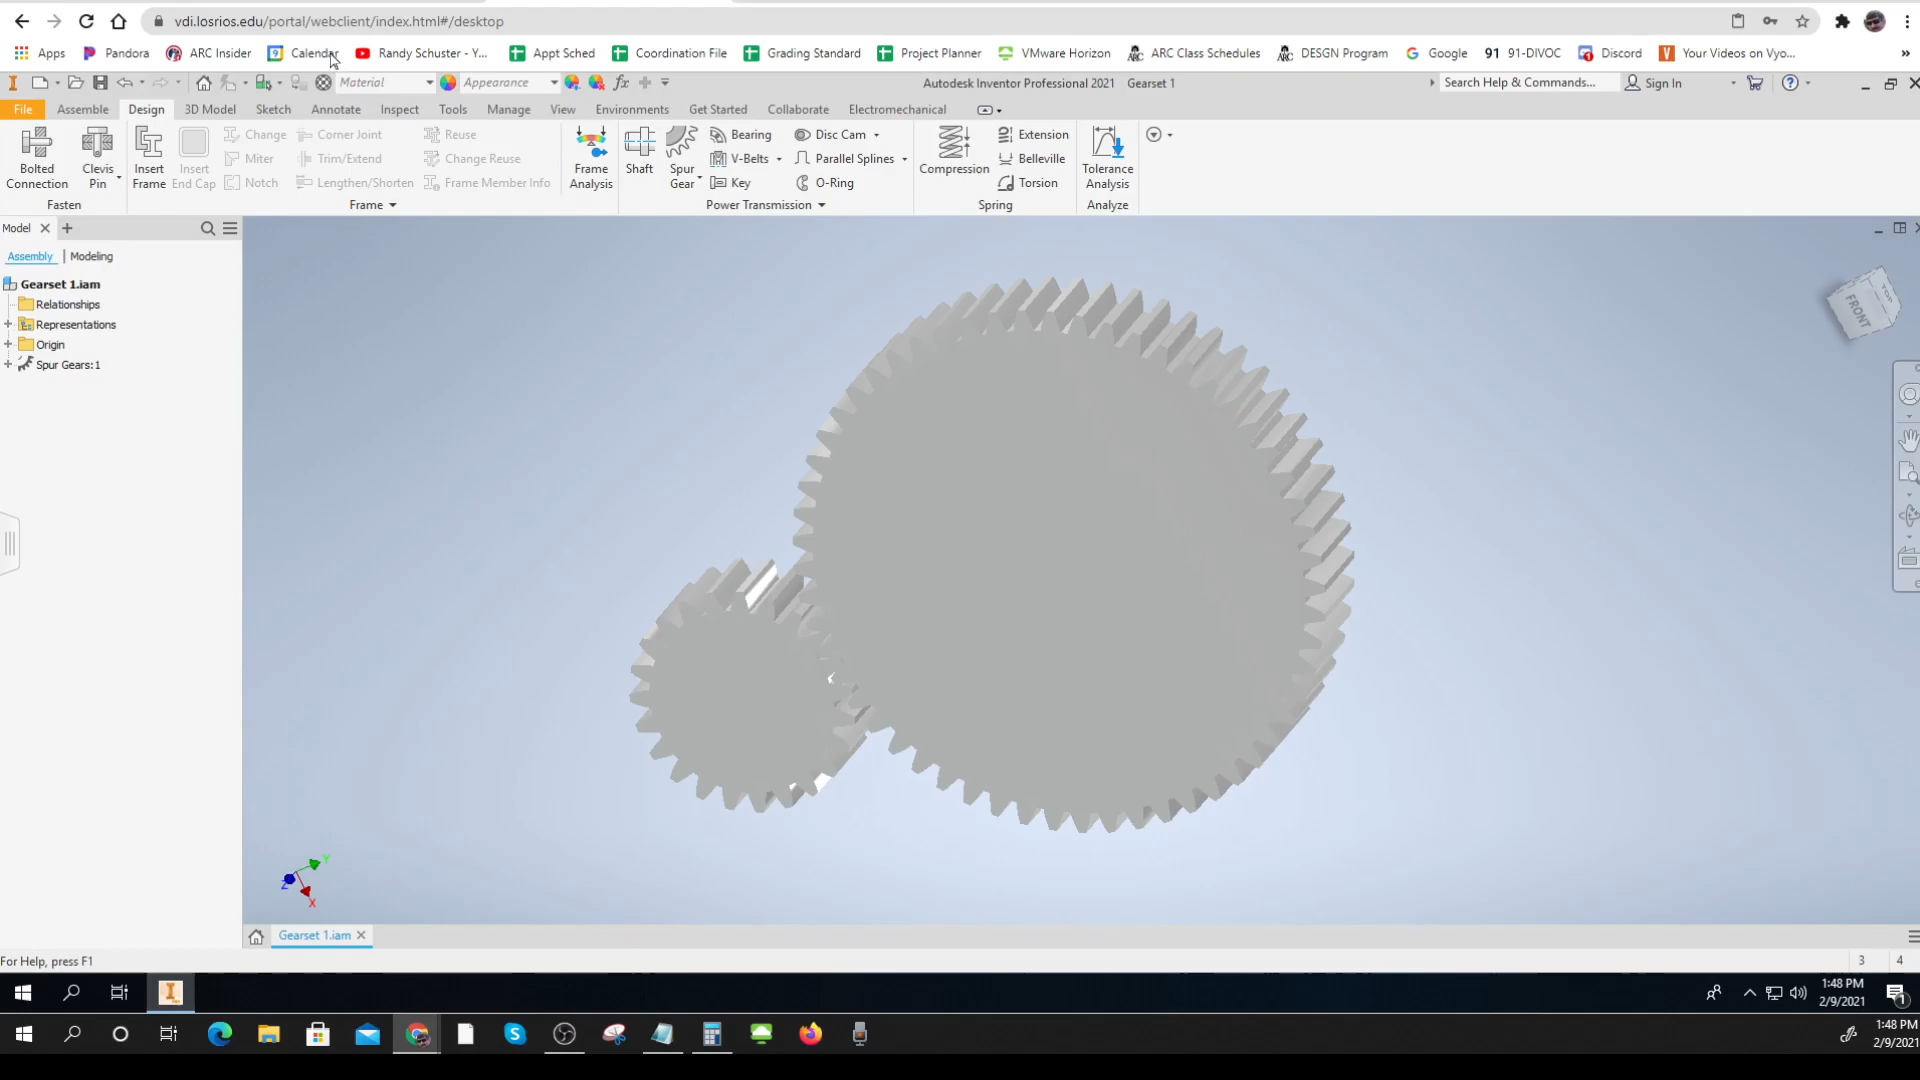 vdi.losrios.edu/portal/webclient/index.html#/desktop
Apps Pandora ARC Insider Calendar Randy Schuster - Y... Appt Sched Coordination File Grading Standard Project Planner VMware Horizon ARC Class Schedules DESGN Program Google 91 91-DIVOC Discord Your Videos on Vyo... »
Material Appearance fx Autodesk Inventor Professional 2021 Gearset 1 Search Help & Commands... Sign In
File Assemble Design 3D Model Sketch Annotate Inspect Tools Manage View Environments Get Started Collaborate Electromechanical
Change Corner Joint Reuse Bearing Disc Cam Extension
Bolted Connection Clevis Pin Insert Frame Insert End Cap Miter Trim/Extend Change Reuse Frame Analysis Shaft Spur Gear V-Belts Parallel Splines Compression Belleville Tolerance Analysis
Notch Lengthen/Shorten Frame Member Info Key O-Ring Torsion
Fasten Frame Power Transmission Spring Analyze
Model
Assembly Modeling
Gearset 1.iam
Relationships
Representations
Origin
Spur Gears:1
FRONT TOP
Y
Z
X
Gearset 1.iam
For Help, press F1 3 4
1:48 PM
2/9/2021
1
1:48 PM
2/9/2021